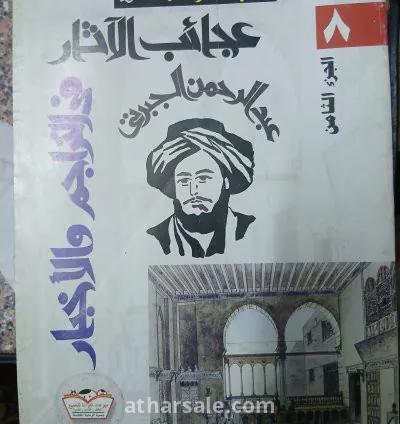 عجائب الآثار
في التراجم والأخبار
عبد الرحمن الجبرتي
٨
الجزء الثامن
atharsale.com